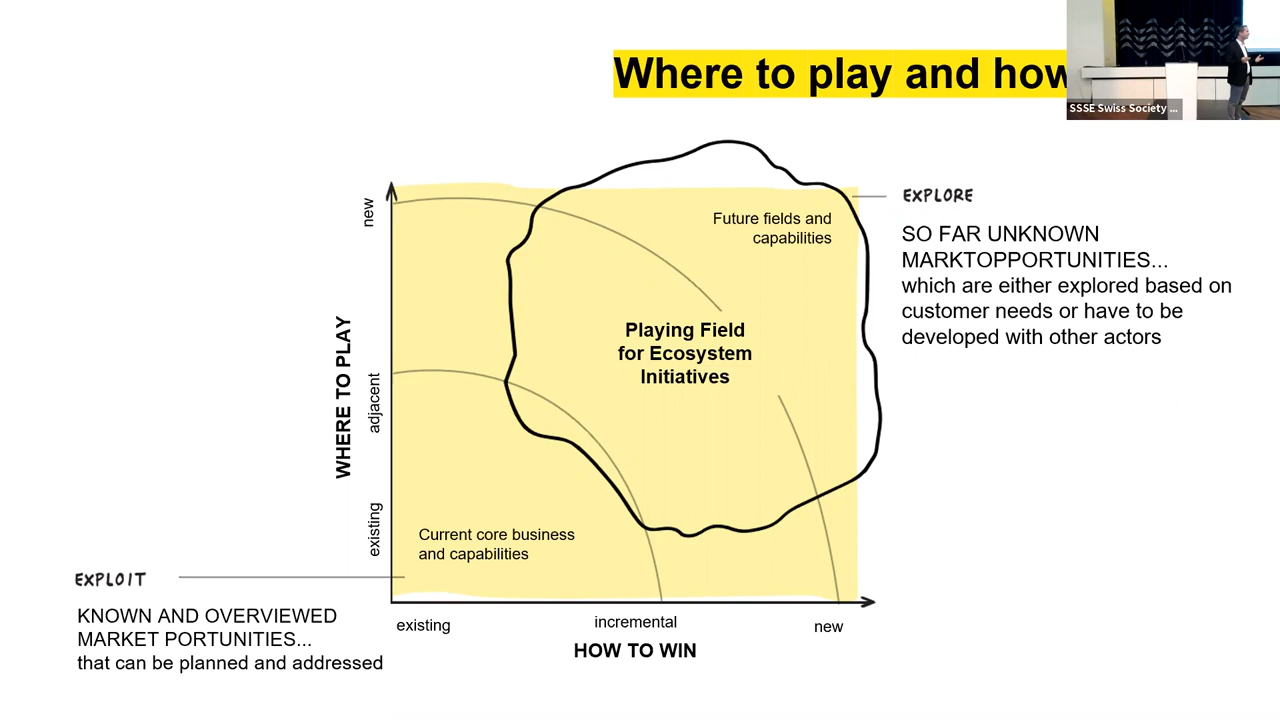 Where to play and how
SSSE Swiss Society ...
EXPLORE
SO FAR UNKNOWN
MARKTOPPORTUNITIES...
which are either explored based on
customer needs or have to be
developed with other actors
Future fields and
capabilities
Playing Field
for Ecosystem
Initiatives
WHERE TO PLAY
new
adjacent
existing
Current core business
and capabilities
EXPLOIT
KNOWN AND OVERVIEWED
MARKET PORTUNITIES...
that can be planned and addressed
existing
incremental
new
HOW TO WIN